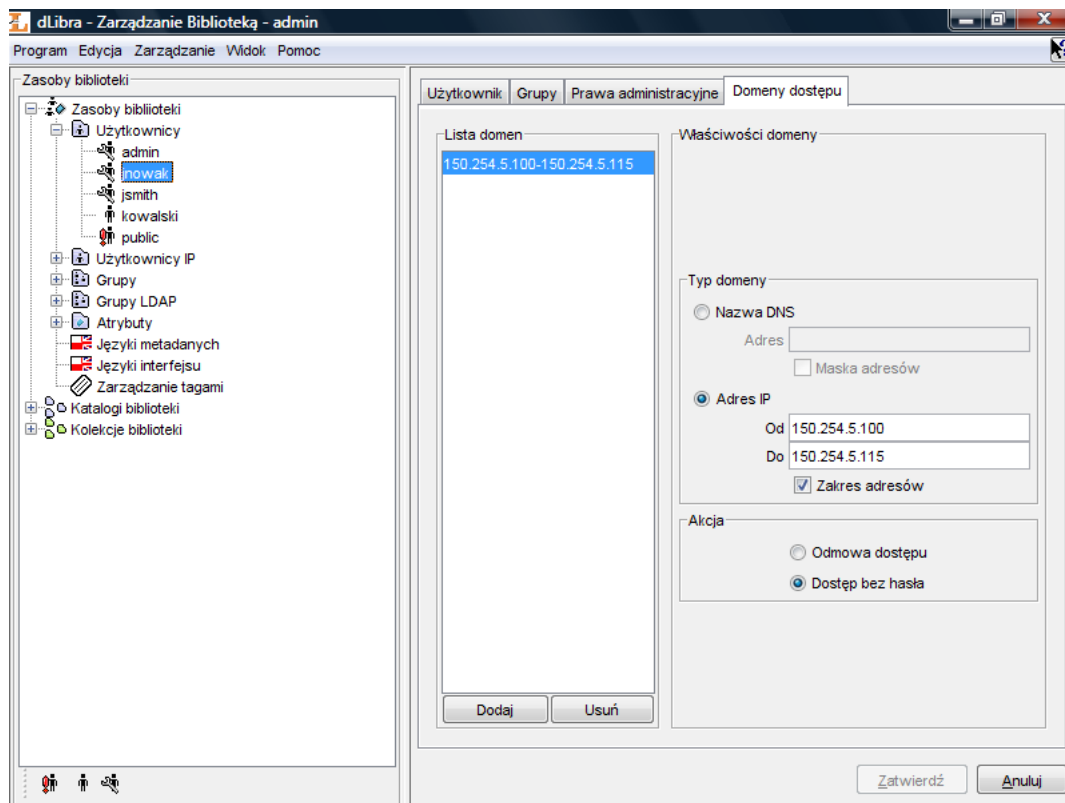 dLibra - Zarządzanie Biblioteką - admin
Program Edycja Zarządzanie Widok Pomoc
Zasoby biblioteki
Zasoby bibliioteki
Użytkownicy
admin
jnowak
jsmith
kowalski
public
Użytkownicy IP
Grupy
Grupy LDAP
Atrybuty
Języki metadanych
Języki interfejsu
Zarządzanie tagami
Katalogi biblioteki
Kolekcje biblioteki
Użytkownik Grupy Prawa administracyjne Domeny dostępu
Lista domen
150.254.5.100-150.254.5.115
Dodaj Usuń
Właściwości domeny
Typ domeny
Nazwa DNS
Adres
Maska adresów
Adres IP
Od 150.254.5.100
Do 150.254.5.115
Zakres adresów
Akcja
Odmowa dostępu
Dostęp bez hasła
Zatwierdź Anuluj